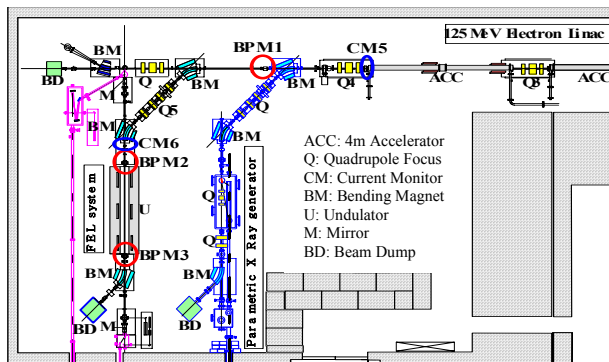 125 MeV Electron Linac
BM
BPM1
CM5
BD
Q
BM
BM
Q4
ACC
Q3
ACC
M
Q5
BM
BM
CM6
BPM2
FEL system
U
Q
Q
Parametric X Ray generator
BPM3
BM
BM
BD
M
BD
ACC: 4m Accelerator
Q: Quadrupole Focus
CM: Current Monitor
BM: Bending Magnet
U: Undulator
M: Mirror
BD: Beam Dump